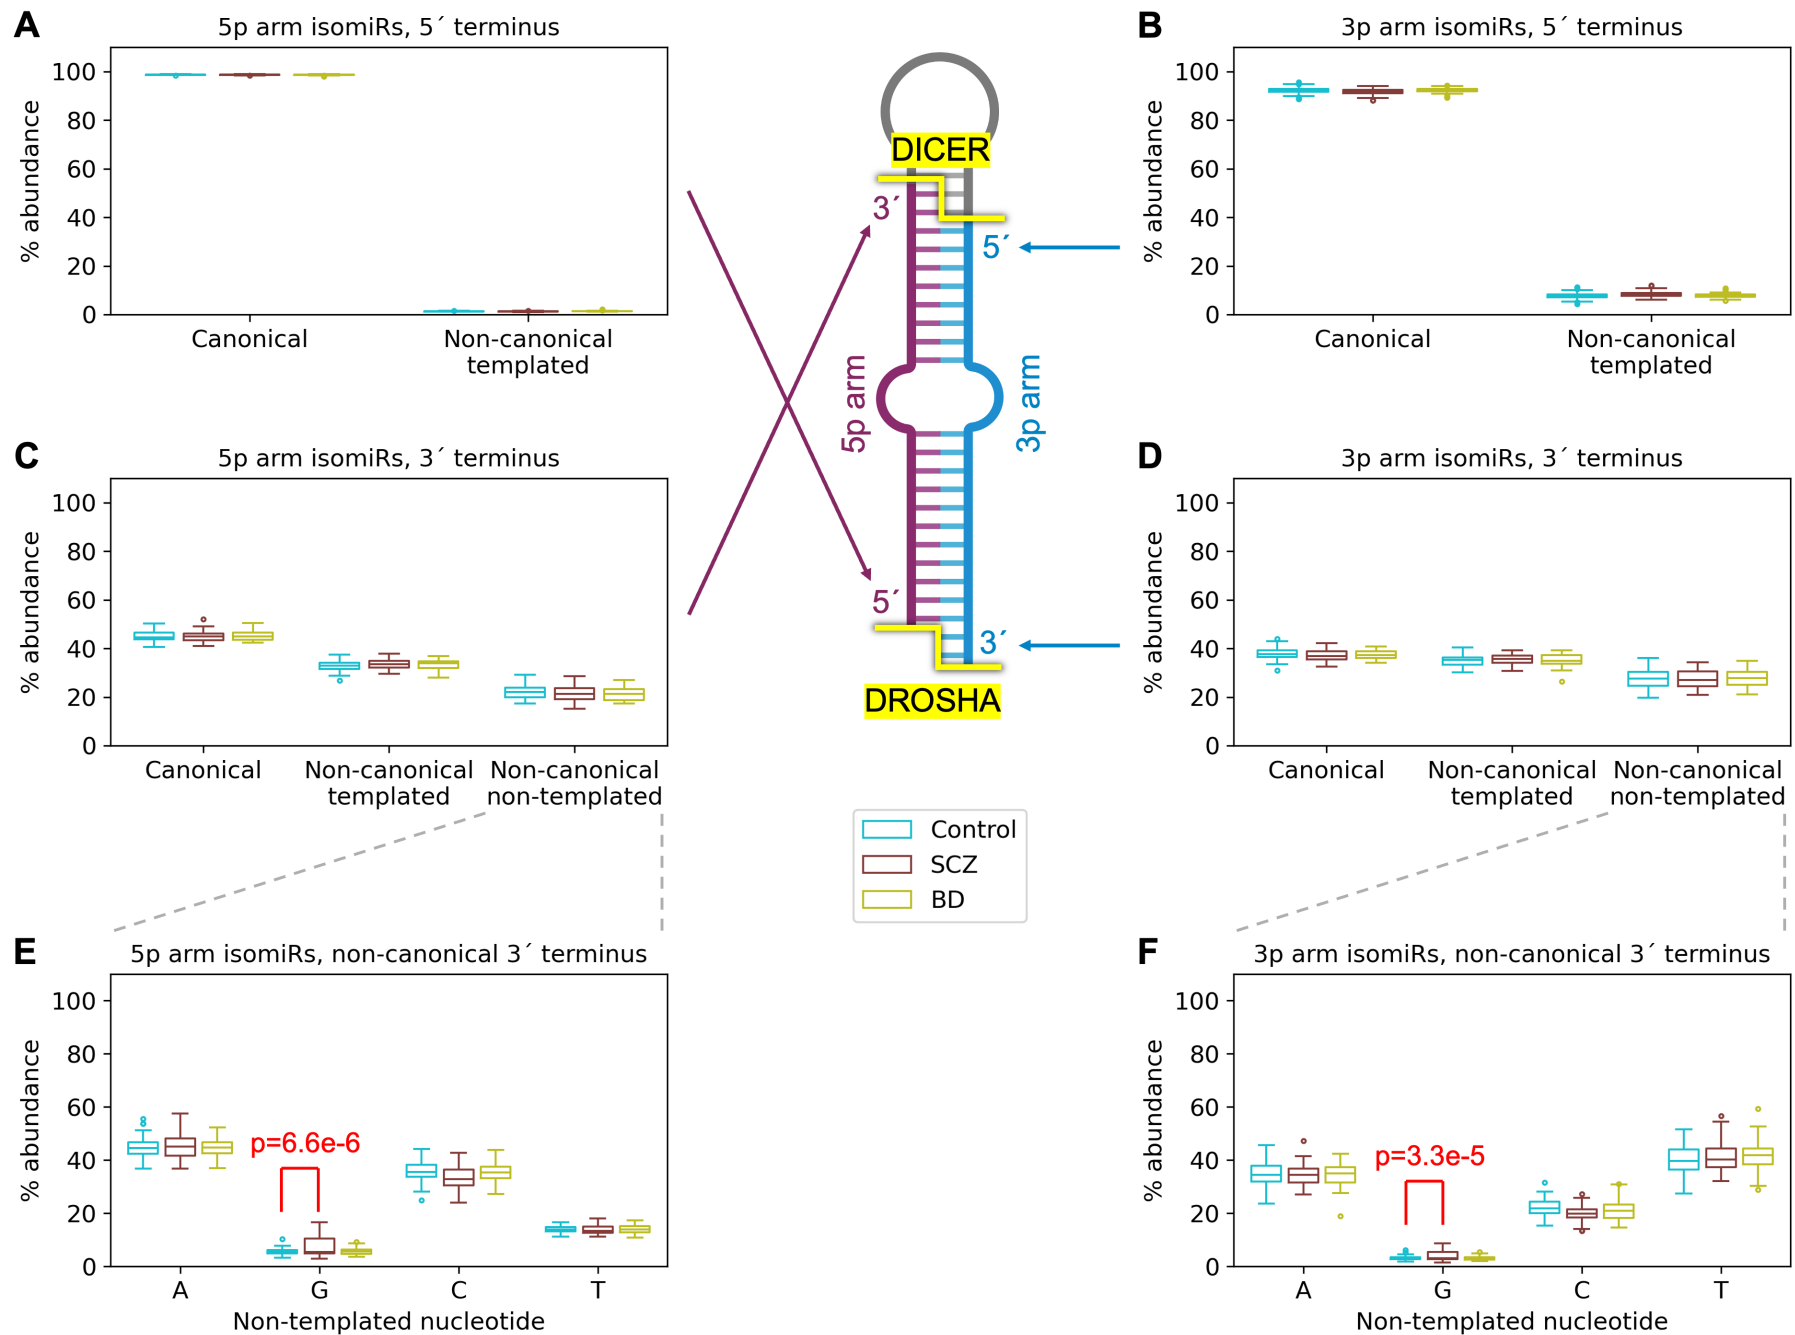 A
5p arm isomiRs, 5´ terminus
% abundance
100
80
60
40
20
0
Canonical
Non-canonical
templated
B
3p arm isomiRs, 5´ terminus
% abundance
100
80
60
40
20
0
Canonical
Non-canonical
templated
DICER
3´
5´
5p arm
3p arm
5´
3´
DROSHA
C
5p arm isomiRs, 3´ terminus
% abundance
100
80
60
40
20
0
Canonical
Non-canonical
templated
Non-canonical
non-templated
D
3p arm isomiRs, 3´ terminus
% abundance
100
80
60
40
20
0
Canonical
Non-canonical
templated
Non-canonical
non-templated
Control
SCZ
BD
E
5p arm isomiRs, non-canonical 3´ terminus
% abundance
100
80
60
40
20
0
p=6.6e-6
A
G
C
T
Non-templated nucleotide
F
3p arm isomiRs, non-canonical 3´ terminus
% abundance
100
80
60
40
20
0
p=3.3e-5
A
G
C
T
Non-templated nucleotide